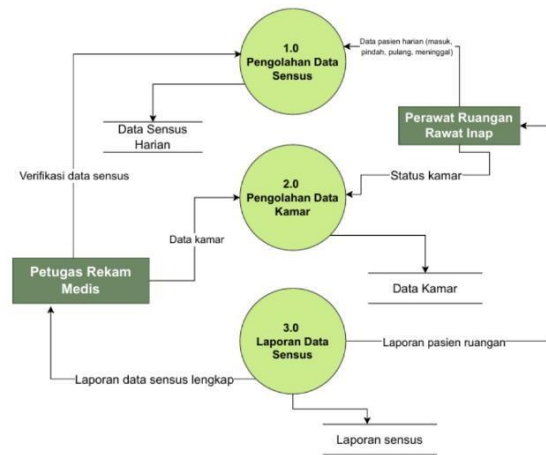 1.0
Pengolahan Data
Sensus
Data pasien harian (masuk,
pindah, pulang, meninggal)
Data Sensus
Harian
Perawat Ruangan
Rawat Inap
Verifikasi data sensus
2.0
Pengolahan Data
Kamar
Status kamar
Data kamar
Petugas Rekam
Medis
Data Kamar
3.0
Laporan Data
Sensus
Laporan pasien ruangan
Laporan data sensus lengkap
Laporan sensus